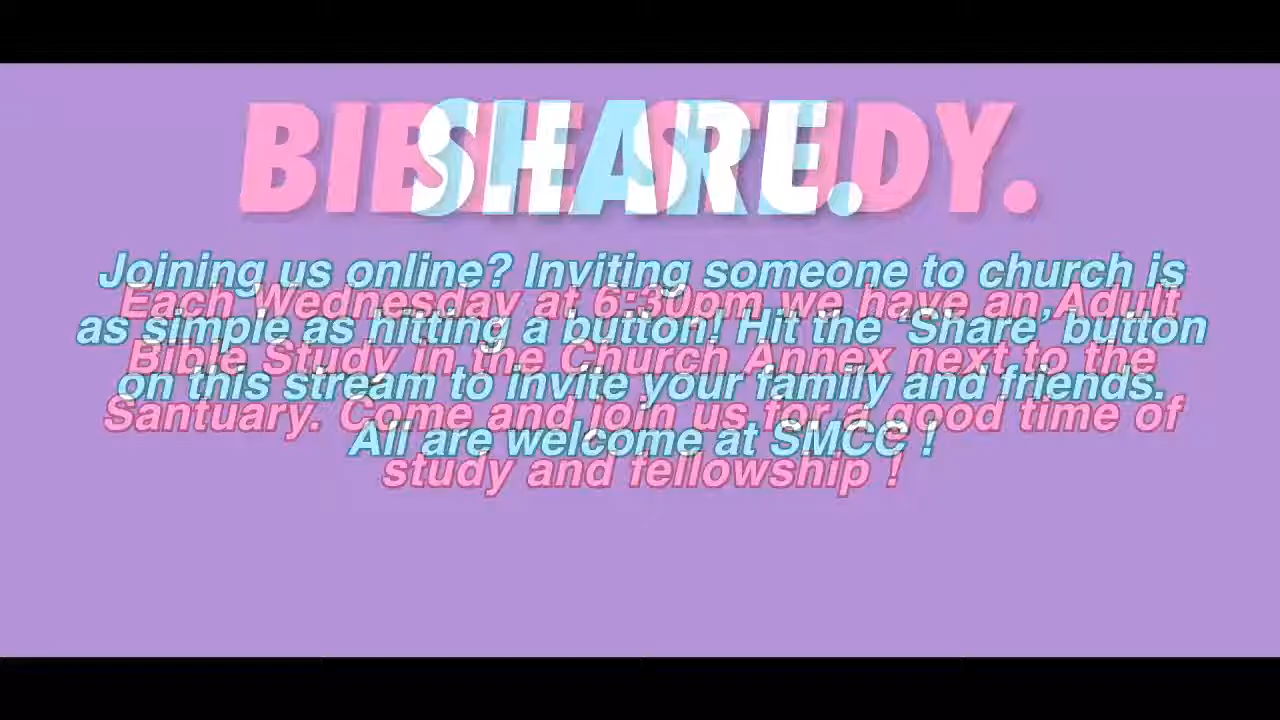 BIBLE STUDY.
Each Wednesday at 6:30pm we have an Adult
Bible Study in the Church Annex next to the
Santuary. Come and join us for a good time of
study and fellowship !
SHARE.
Joining us online? Inviting someone to church is
as simple as hitting a button! Hit the ‘Share’ button
on this stream to invite your family and friends.
All are welcome at SMCC !